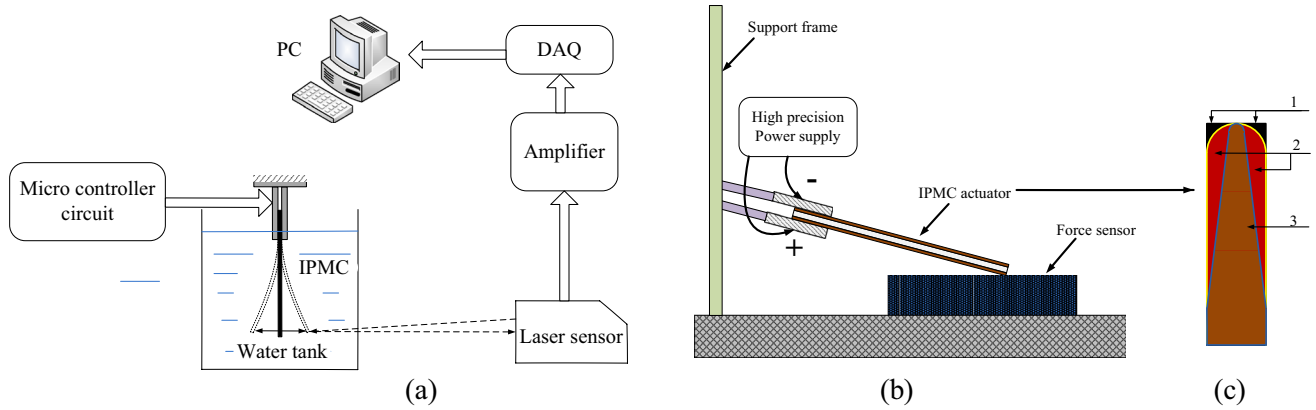 PC
DAQ
Amplifier
Micro controller
circuit
IPMC
Water tank
Laser sensor
(a)
Support frame
High precision
Power supply
-
+
IPMC actuator
Force sensor
(b)
1
2
3
(c)